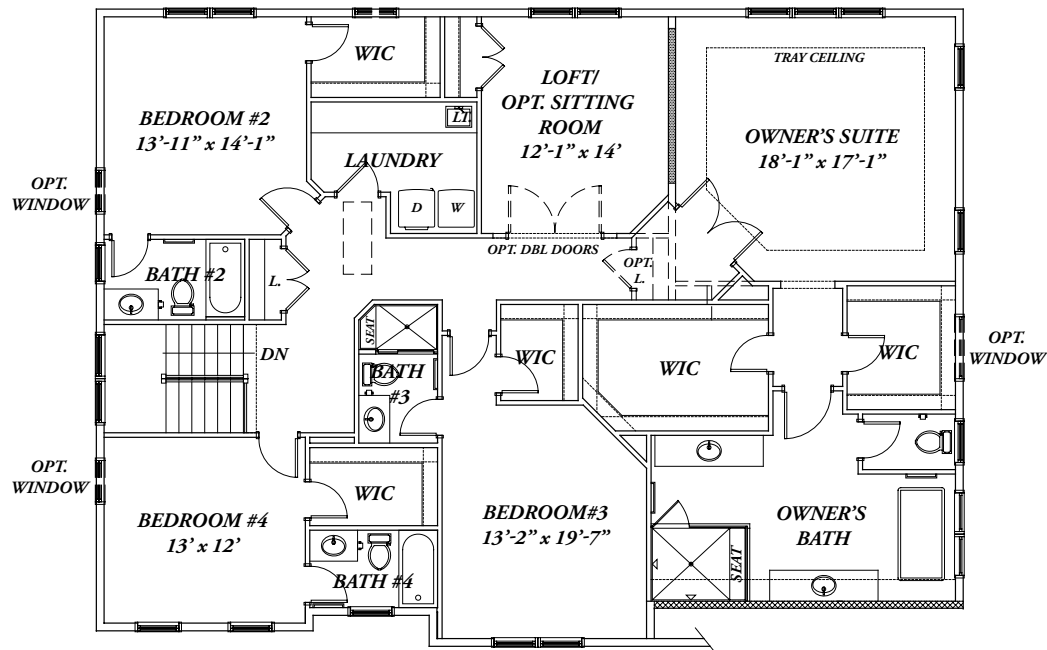 WIC
BEDROOM #2
13'-11” x 14'-1”
LT.
LAUNDRY
D
W
LOFT/
OPT. SITTING
ROOM
12'-1” x 14'
TRAY CEILING
OWNER'S SUITE
18'-1” x 17'-1”
OPT.
WINDOW
OPT. DBL DOORS
OPT.
L.
BATH #2
L.
DN
SEAT
BATH
#3
WIC
WIC
WIC
OPT.
WINDOW
OPT.
WINDOW
WIC
BEDROOM #4
13' x 12'
BATH #4
BEDROOM#3
13'-2” x 19'-7”
OWNER'S
BATH
SEAT